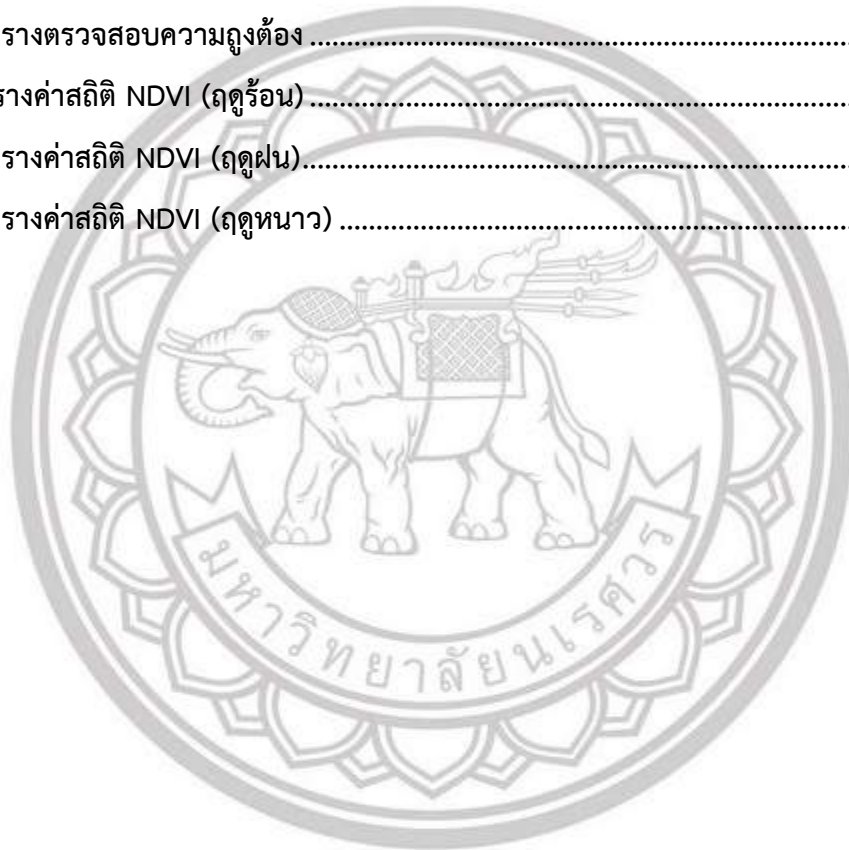 รางตรวจสอบความถูงต้อง ....................................................................................
รางค่าสถิติ NDVI (ฤดูร้อน) ....................................................................................
รางค่าสถิติ NDVI (ฤดูฝน)....................................................................................
รางค่าสถิติ NDVI (ฤดูหนาว) ................................................................................
มหาวิทยาลัยนเรศวร